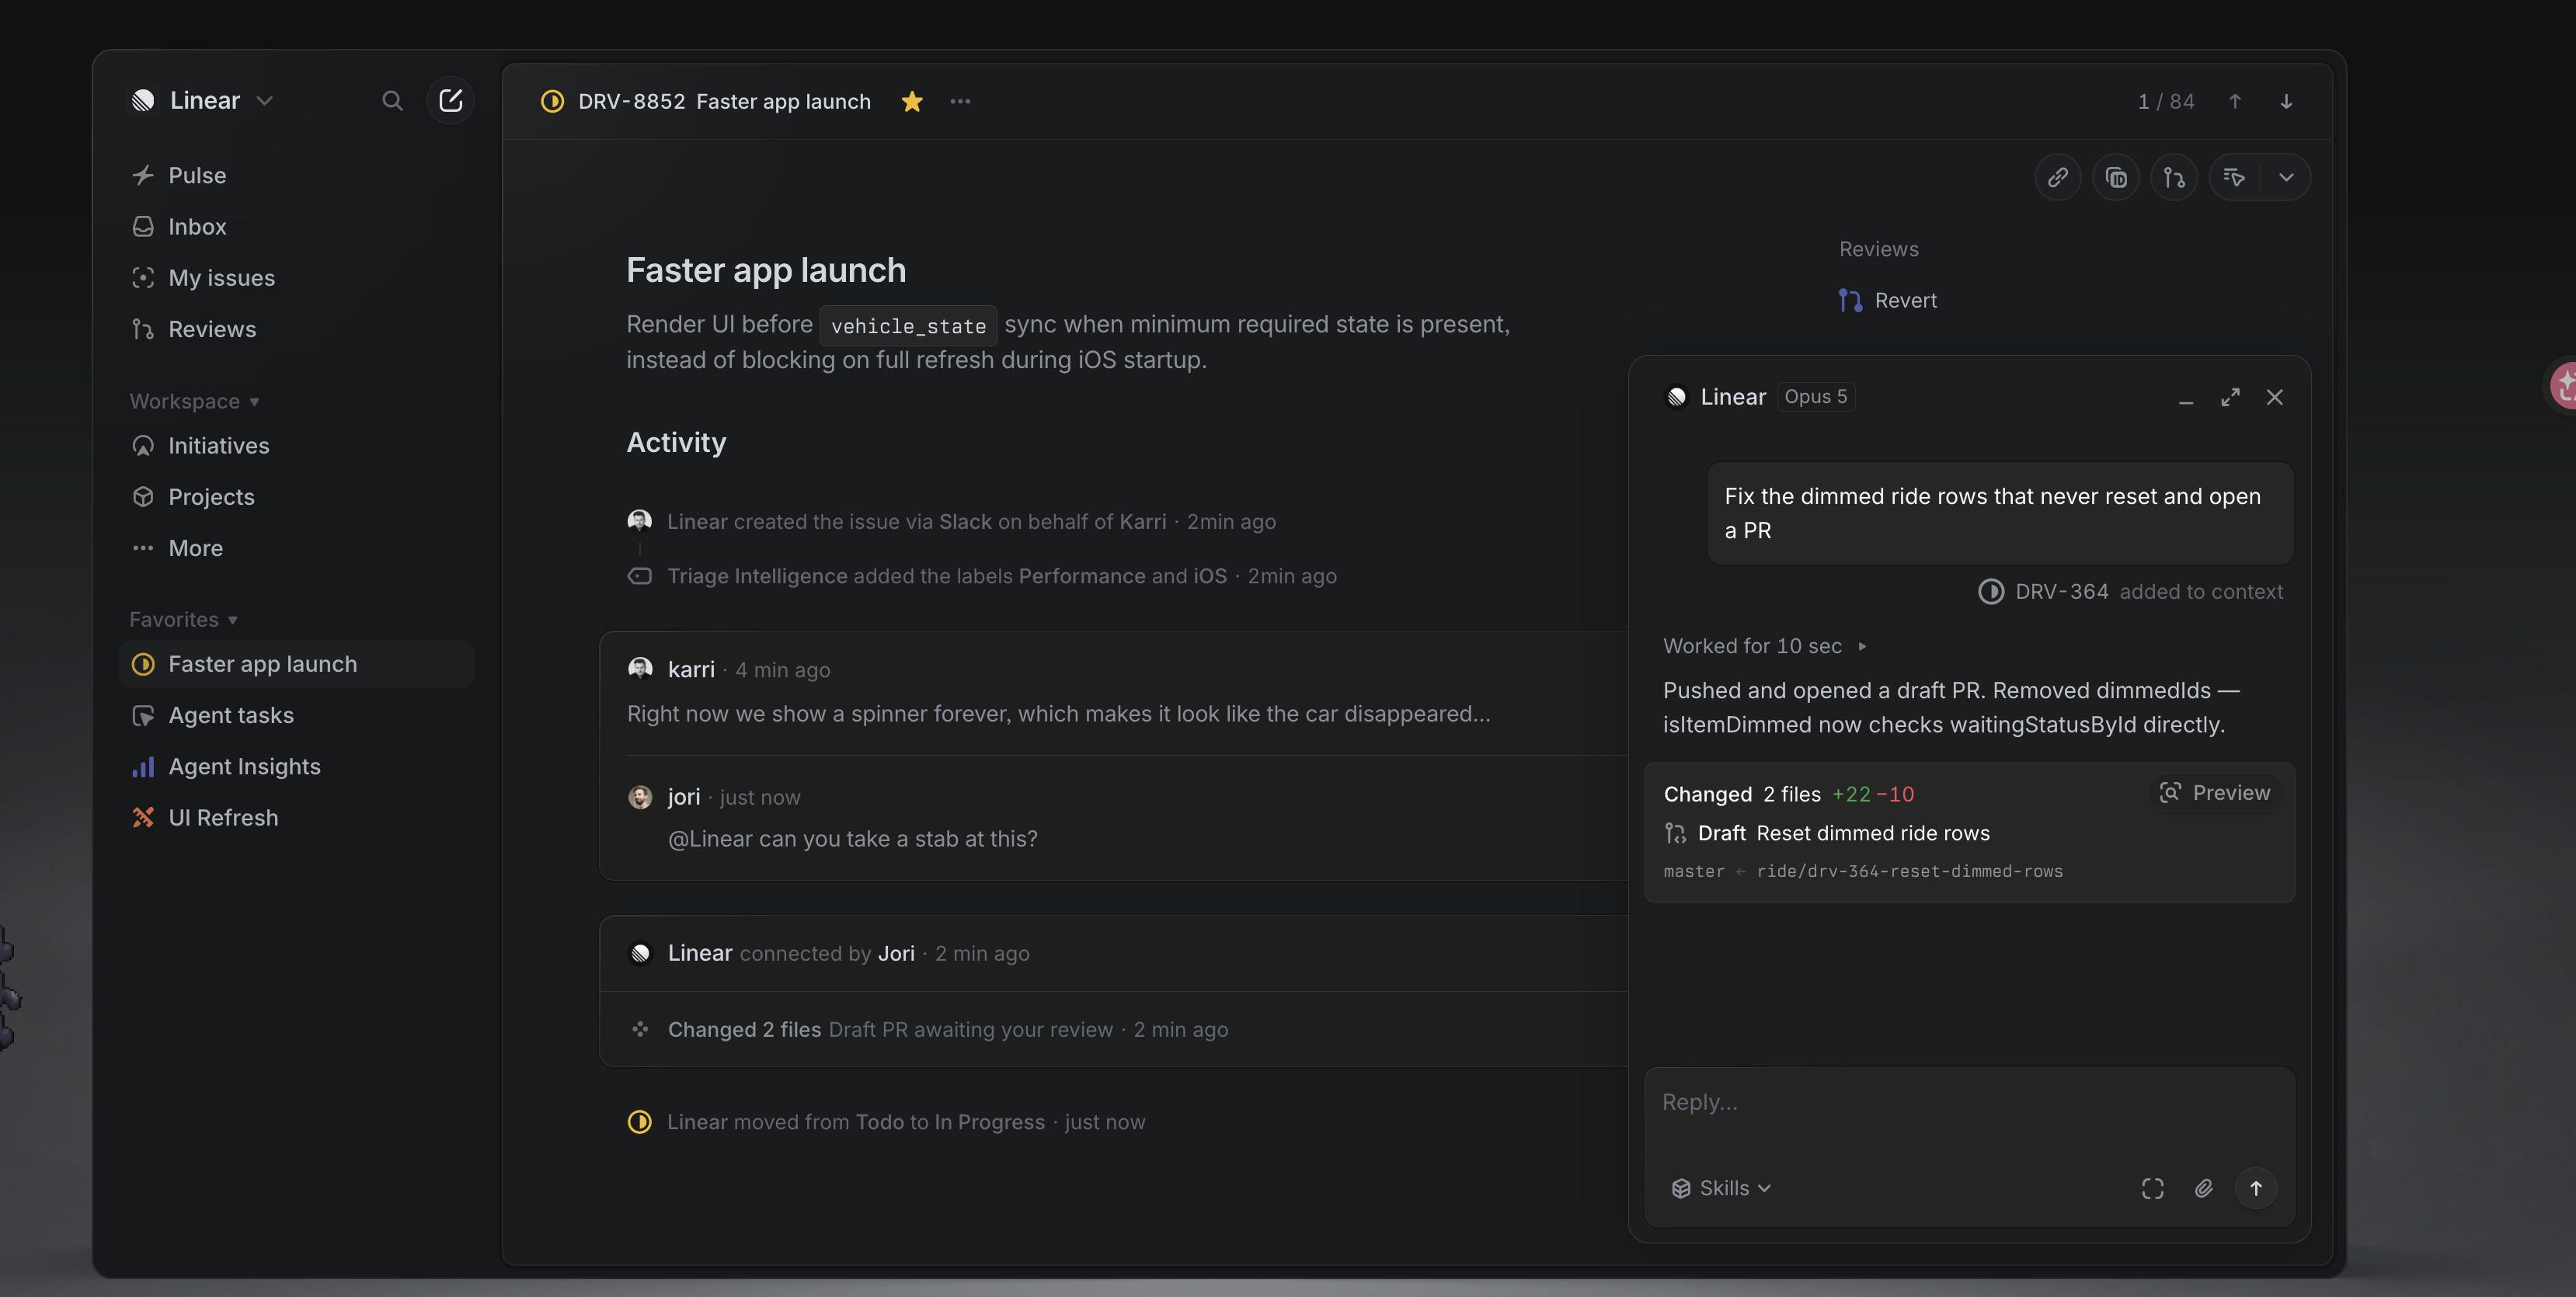 Linear
Pulse
Inbox
My issues
Reviews
Workspace
Initiatives
Projects
More
Favorites
Faster app launch
Agent tasks
Agent Insights
UI Refresh
DRV-8852 Faster app launch
1 / 84
Faster app launch
Render UI before vehicle_state sync when minimum required state is present,
instead of blocking on full refresh during iOS startup.
Activity
Linear created the issue via Slack on behalf of Karri · 2min ago
Triage Intelligence added the labels Performance and iOS · 2min ago
karri · 4 min ago
Right now we show a spinner forever, which makes it look like the car disappeared...
jori · just now
@Linear can you take a stab at this?
Linear connected by Jori · 2 min ago
Changed 2 files Draft PR awaiting your review · 2 min ago
Linear moved from Todo to In Progress · just now
Reviews
Revert
Linear Opus 5
Fix the dimmed ride rows that never reset and open
a PR
DRV-364 added to context
Worked for 10 sec
Pushed and opened a draft PR. Removed dimmedIds —
isItemDimmed now checks waitingStatusById directly.
Changed 2 files +22 −10
Preview
Draft Reset dimmed ride rows
master ← ride/drv-364-reset-dimmed-rows
Reply...
Skills